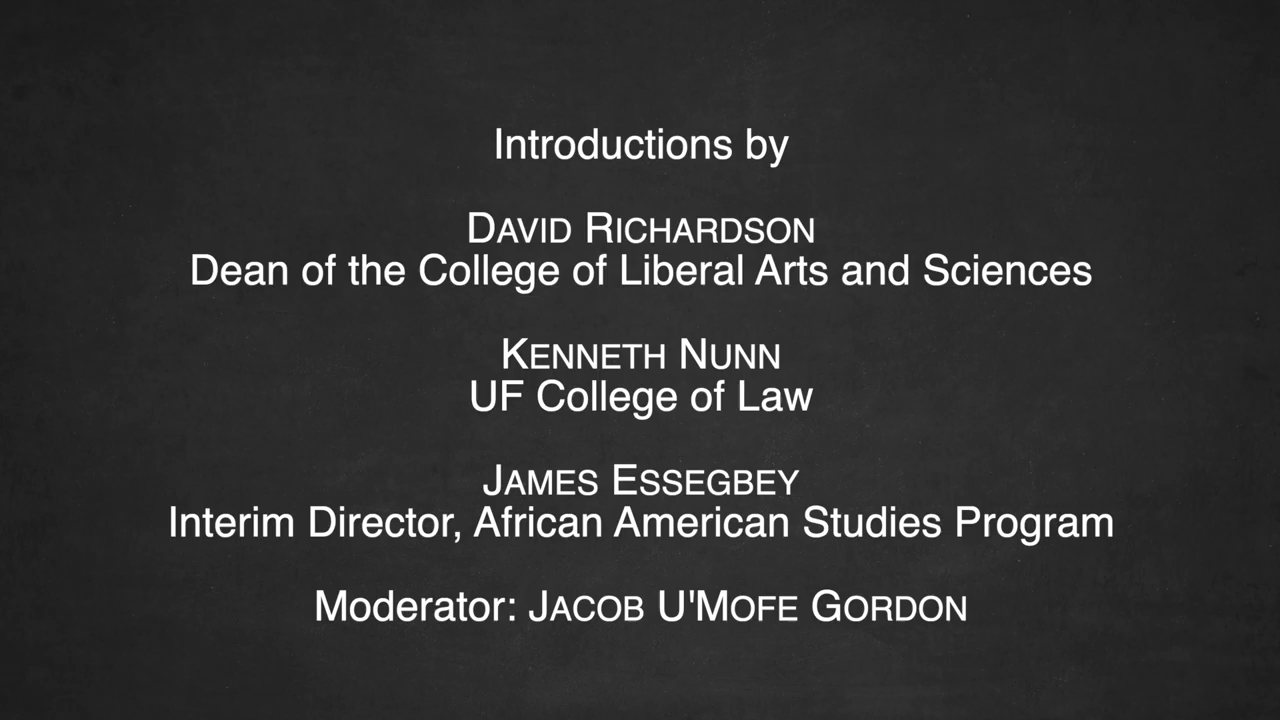 Introductions by
DAVID RICHARDSON
Dean of the College of Liberal Arts and Sciences
KENNETH NUNN
UF College of Law
JAMES ESSEGBEY
Interim Director, African American Studies Program
Moderator: JACOB U'MOFE GORDON